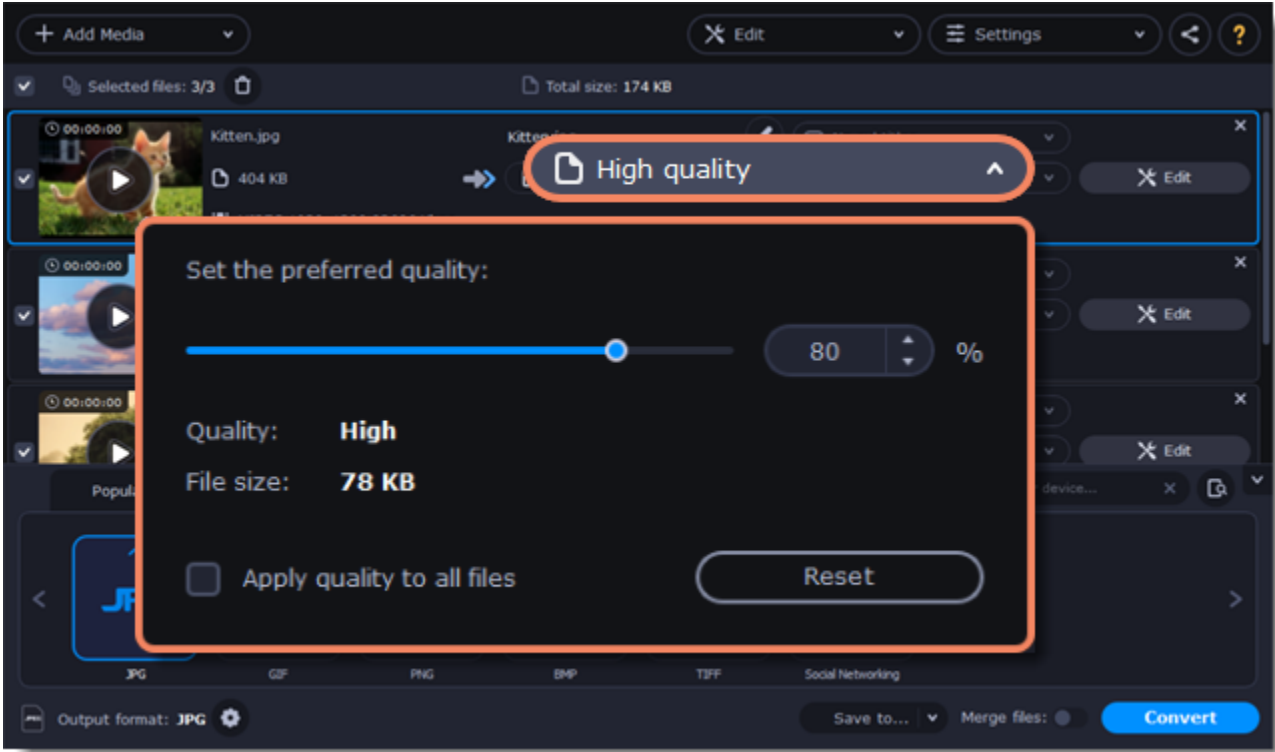 Add Media
Edit
Settings
?
Selected files: 3/3
Total size: 174 KB
00:00:00
Kitten.jpg
404 KB
High quality
Edit
Set the preferred quality:
80 %
Quality: High
File size: 78 KB
Apply quality to all files
Reset
00:00:00
Edit
00:00:00
Edit
device...
JPG
GIF
PNG
BMP
TIFF
Social Networking
Output format: JPG
Save to...
Merge files:
Convert